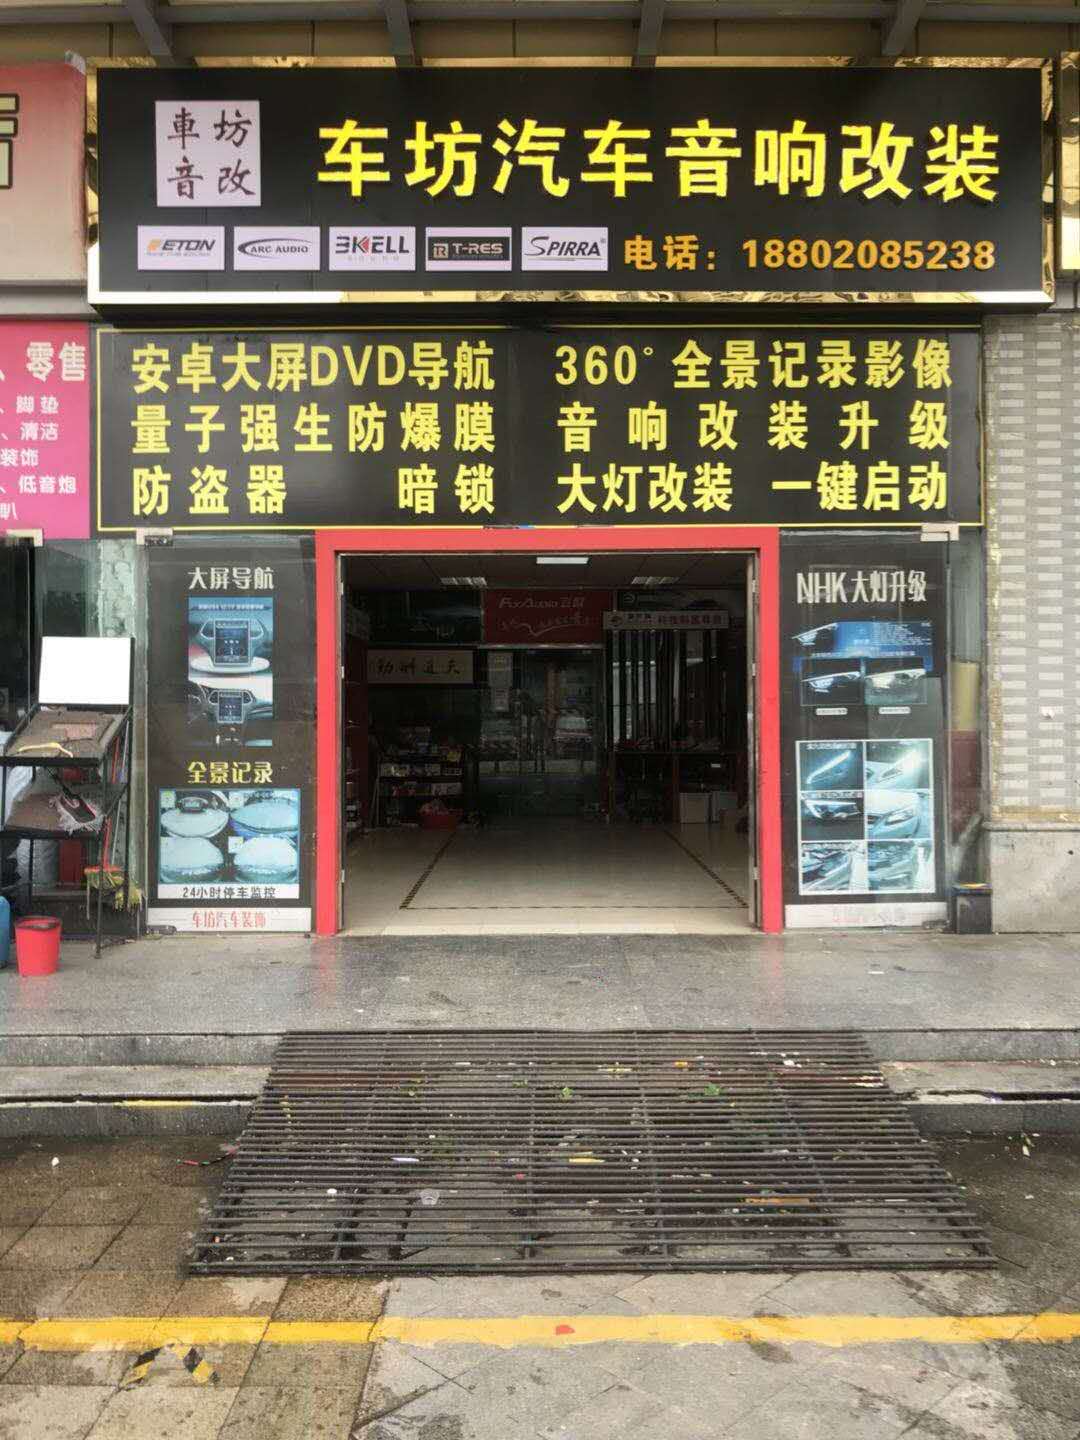 車坊
音改
车坊汽车音响改装
ETON
ARC AUDIO
3KELL
T-RES
SPIRRA®
电话：18802085238
安卓大屏DVD导航
360°全景记录影像
量子强生防爆膜
音响改装升级
防盗器 暗锁
大灯改装 一键启动
零售
、脚垫
、清洁
装饰
、低音炮
大屏导航
全景记录
24小时停车监控
车坊汽车装饰
NHK大灯升级
天道酬勤